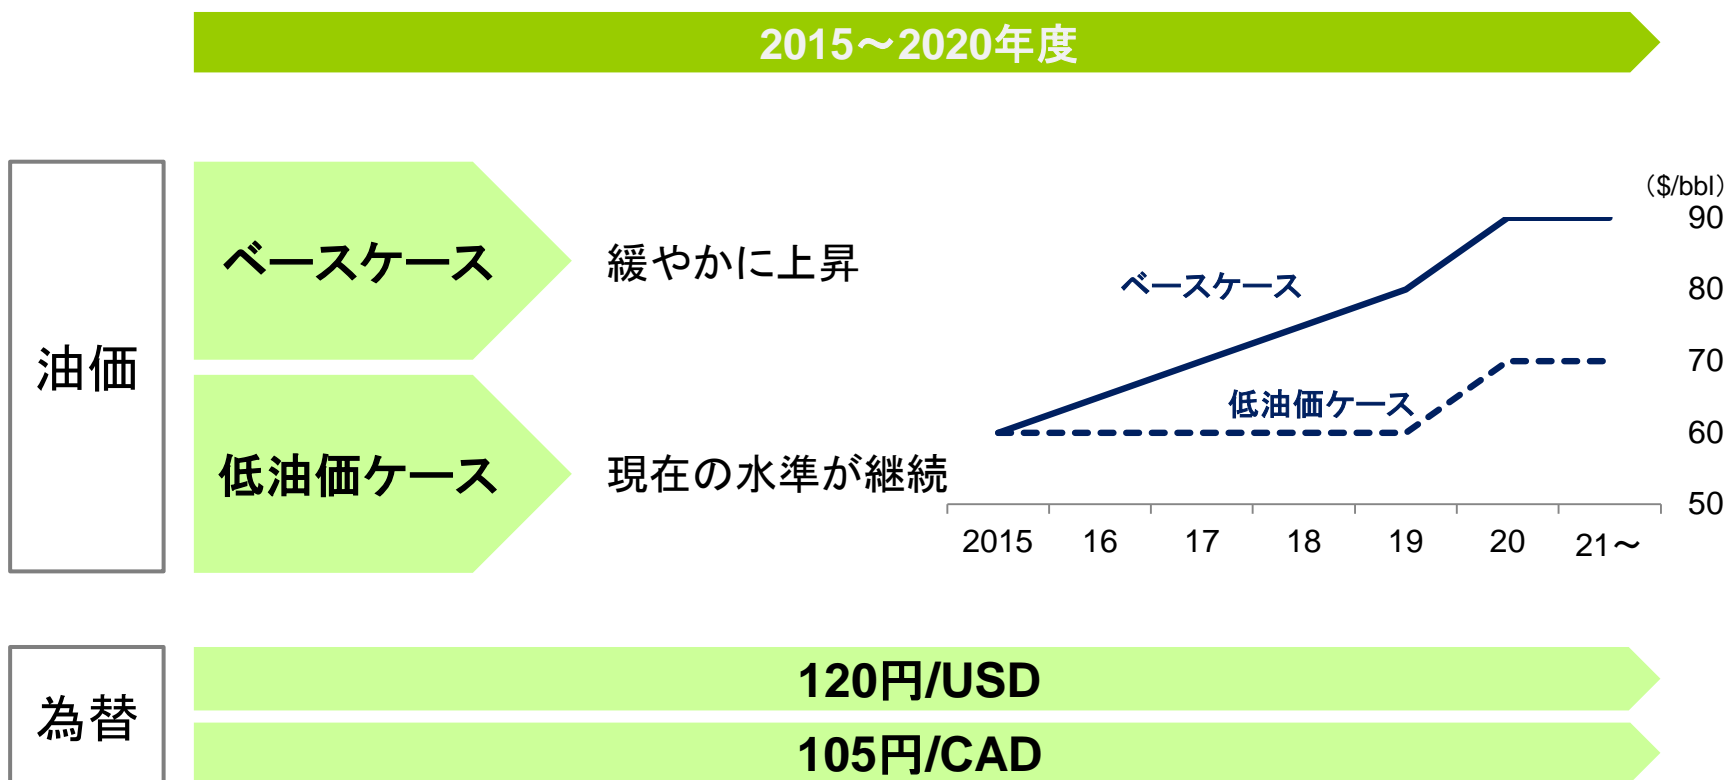 2015～2020年度
油価
ベースケース
緩やかに上昇
低油価ケース
現在の水準が継続
（$/bbl）
90
80
70
60
50
ベースケース
低油価ケース
2015 16 17 18 19 20 21～
為替
120円/USD
105円/CAD